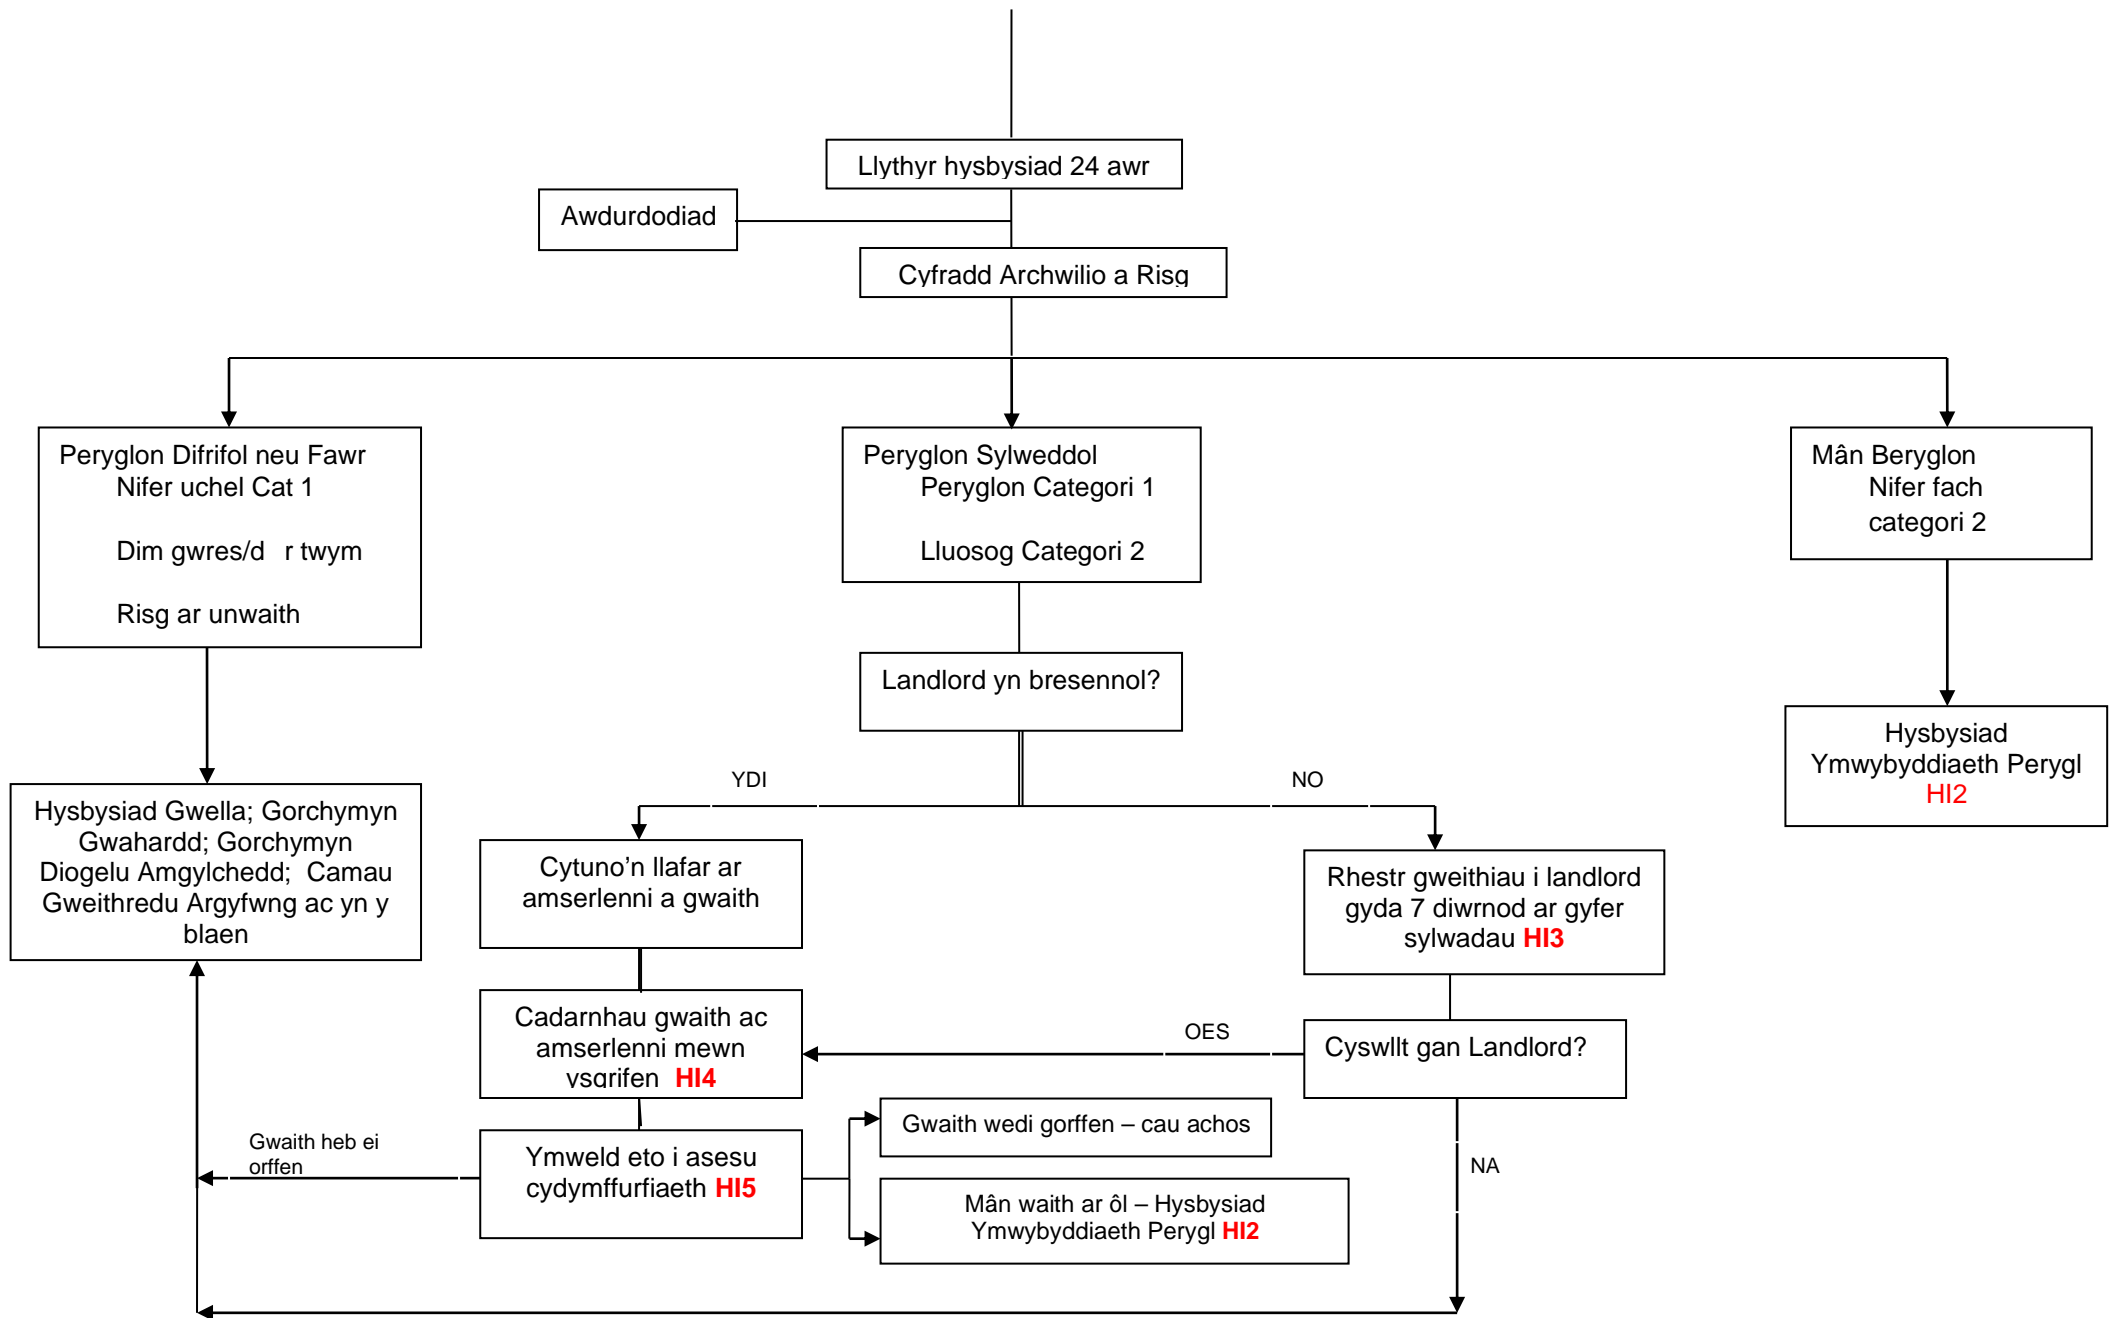 Llythyr hysbysiad 24 awr
Awdurdodiad
Cyfradd Archwilio a Risg
Peryglon Difrifol neu Fawr
Nifer uchel Cat 1
Dim gwres/d r twym
Risg ar unwaith
Peryglon Sylweddol
Peryglon Categori 1
Lluosog Categori 2
Mân Beryglon
Nifer fach
categori 2
Landlord yn bresennol?
Hysbysiad
Ymwybyddiaeth Perygl
HI2
YDI
NO
Hysbysiad Gwella; Gorchymyn
Gwahardd; Gorchymyn
Diogelu Amgylchedd; Camau
Gweithredu Argyfwng ac yn y
blaen
Cytuno’n llafar ar
amserlenni a gwaith
Rhestr gweithiau i landlord
gyda 7 diwrnod ar gyfer
sylwadau HI3
Cadarnhau gwaith ac
amserlenni mewn
ysgrifen HI4
OES
Cyswllt gan Landlord?
Gwaith heb ei
orffen
Ymweld eto i asesu
cydymffurfiaeth HI5
Gwaith wedi gorffen – cau achos
NA
Mân waith ar ôl – Hysbysiad
Ymwybyddiaeth Perygl HI2